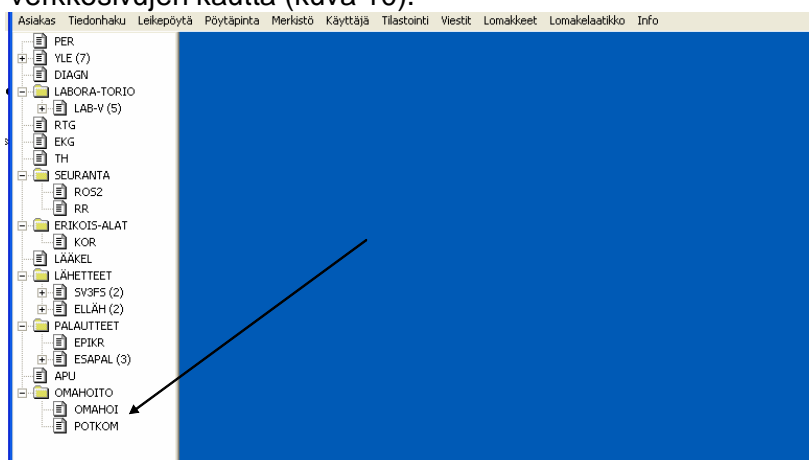 verkkosivujen kautta (kuva 10).
Asiakas Tiedonhaku Leikepöytä Pöytäpinta Merkistö Käyttäjä Tilastointi Viestit Lomakkeet Lomakelaatikko Info
PER
YLE (7)
DIAGN
LABORA-TORIO
LAB-V (5)
RTG
EKG
TH
SEURANTA
ROS2
RR
ERIKOIS-ALAT
KOR
LÄÄKEL
LÄHETTEET
SV3FS (2)
ELLÄH (2)
PALAUTTEET
EPIKR
ESAPAL (3)
APU
OMAHOITO
OMAHOI
POTKOM